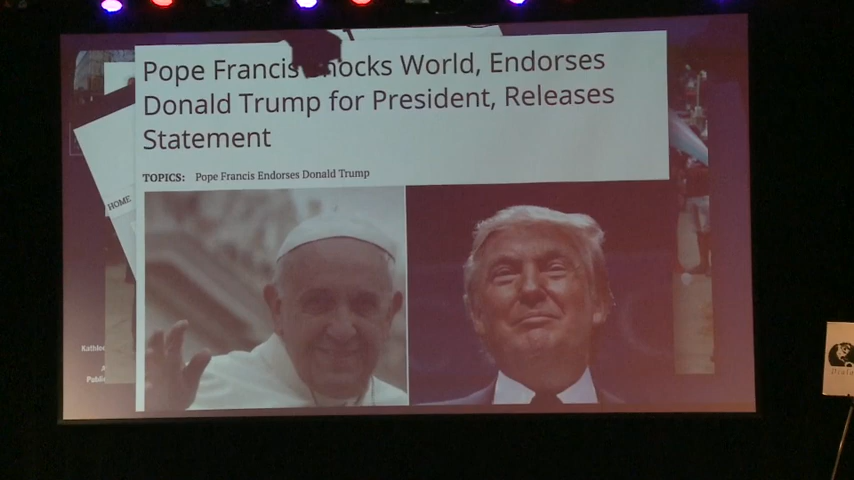 Pope Francis Shocks World, Endorses
Donald Trump for President, Releases
Statement
TOPICS: Pope Francis Endorses Donald Trump
HOME